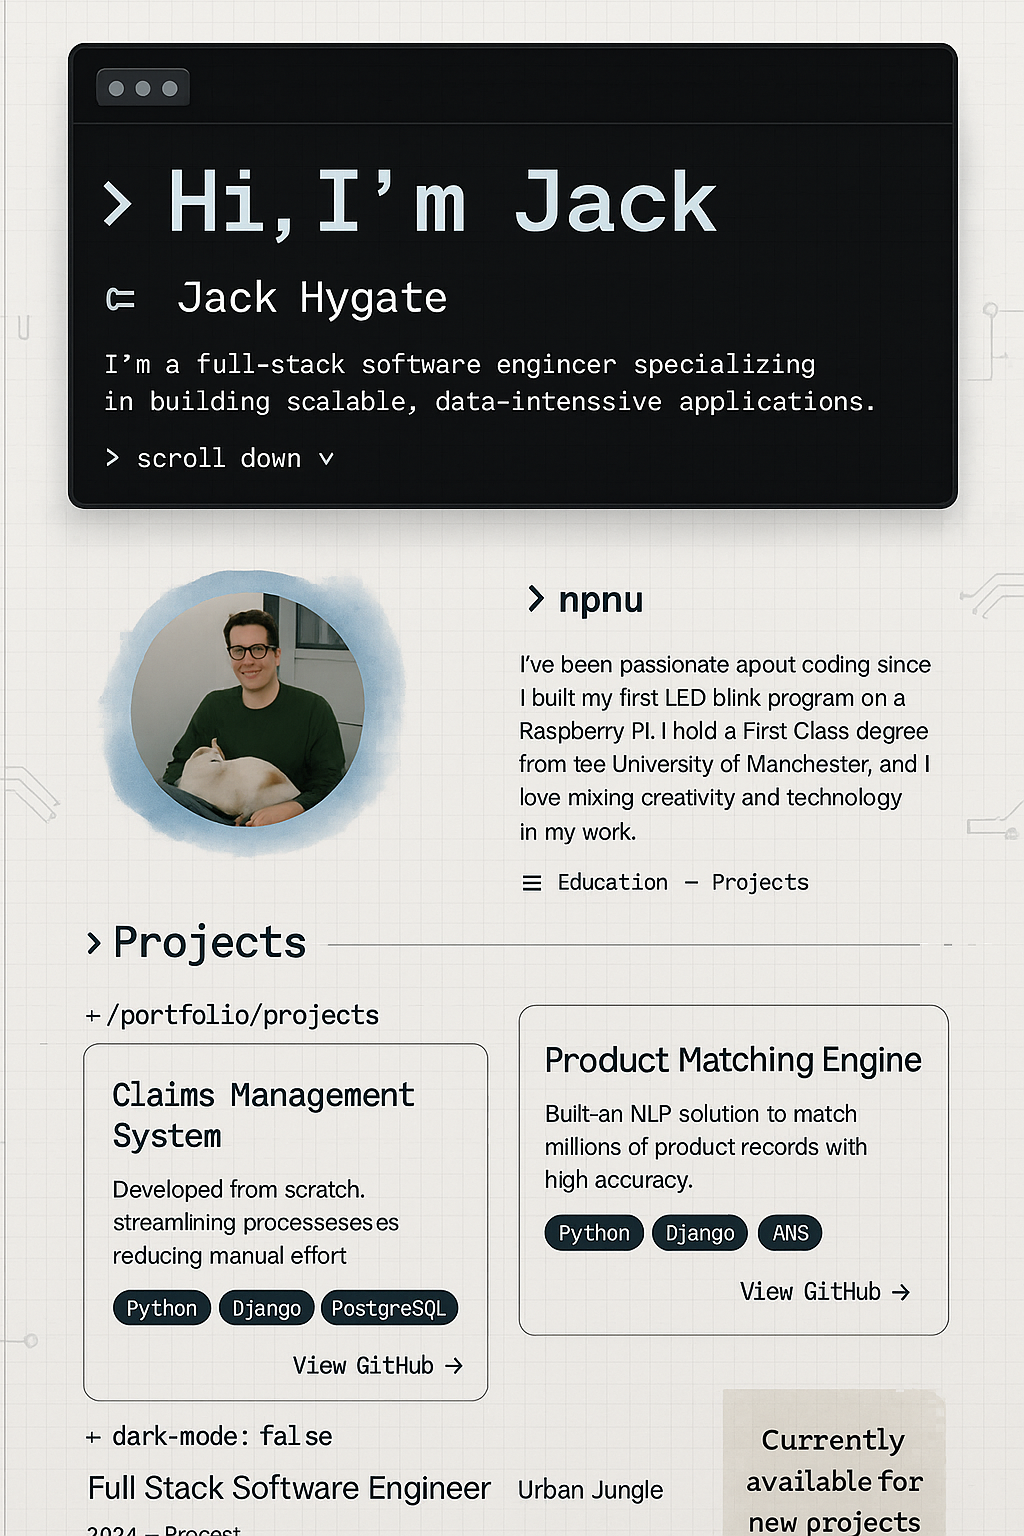 > Hi, I'm Jack
Jack Hygate
I'm a full-stack software engincer specializing
in building scalable, data-intenssive applications.
> scroll down v
> npnu
I've been passionate apout coding since
I built my first LED blink program on a
Raspberry PI. I hold a First Class degree
from tee University of Manchester, and I
love mixing creativity and technology
in my work.
≡ Education – Projects
> Projects
+ /portfolio/projects
Claims Management
System
Developed from scratch.
streamlining processeseses
reducing manual effort
Python Django PostgreSQL
View GitHub →
Product Matching Engine
Built-an NLP solution to match
millions of product records with
high accuracy.
Python Django ANS
View GitHub →
+ dark-mode: false
Full Stack Software Engineer Urban Jungle
2024 – Procest
Currently
available for
new projects